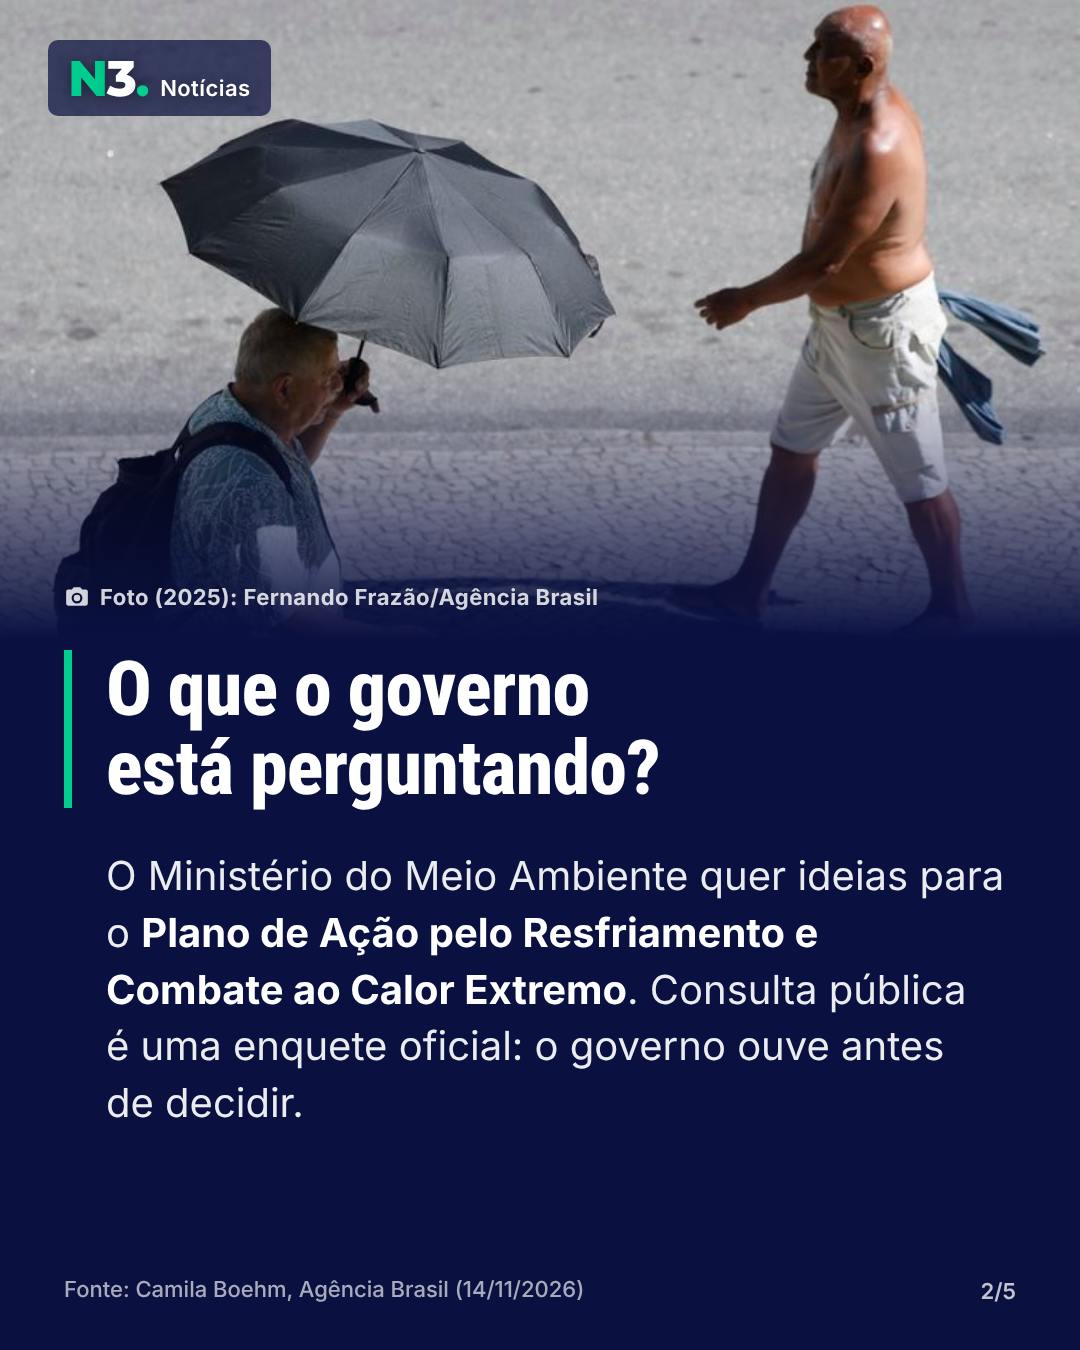 N3. Notícias
Foto (2025): Fernando Frazão/Agência Brasil
O que o governo
está perguntando?
O Ministério do Meio Ambiente quer ideias para
o Plano de Ação pelo Resfriamento e
Combate ao Calor Extremo. Consulta pública
é uma enquete oficial: o governo ouve antes
de decidir.
Fonte: Camila Boehm, Agência Brasil (14/11/2026)
2/5